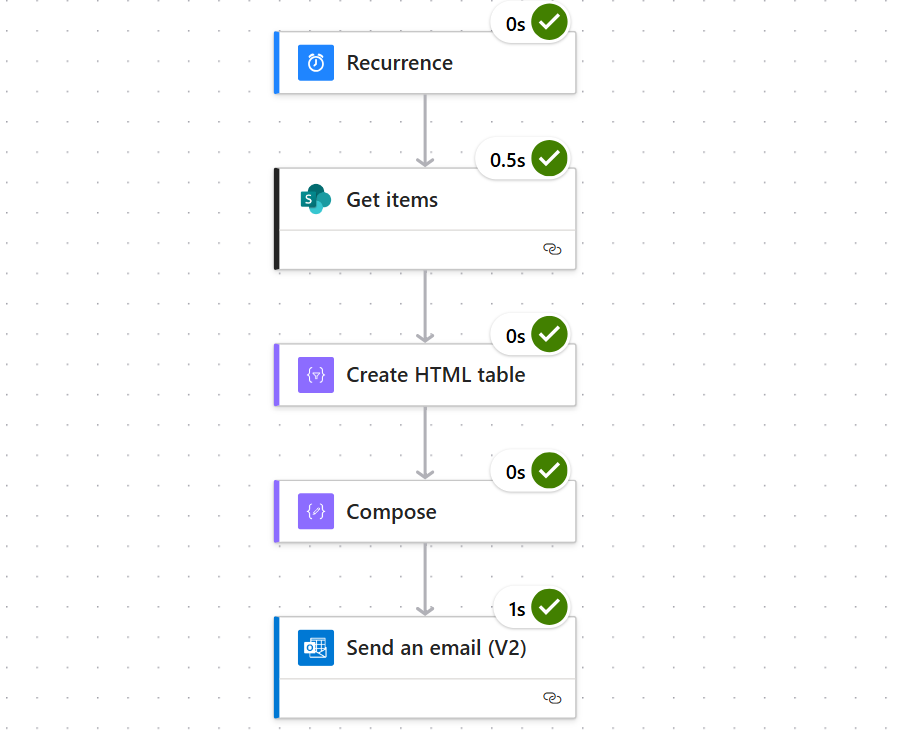 0s
Recurrence
0.5s
S
Get items
0s
Create HTML table
0s
Compose
1s
Send an email (V2)